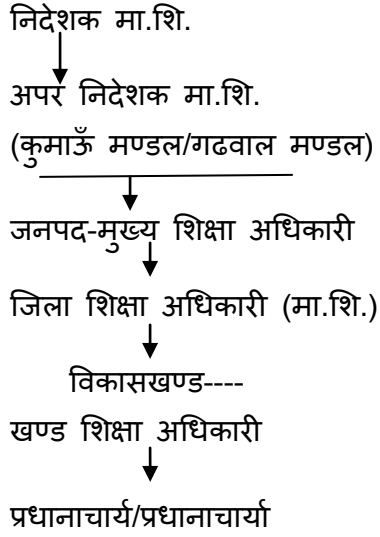 निदेशक मा.शि.
अपर निदेशक मा.शि.
(कुमाऊँ मण्डल/गढवाल मण्डल)
जनपद-मुख्य शिक्षा अधिकारी
जिला शिक्षा अधिकारी (मा.शि.)
विकासखण्ड----
खण्ड शिक्षा अधिकारी
प्रधानाचार्य/प्रधानाचार्या